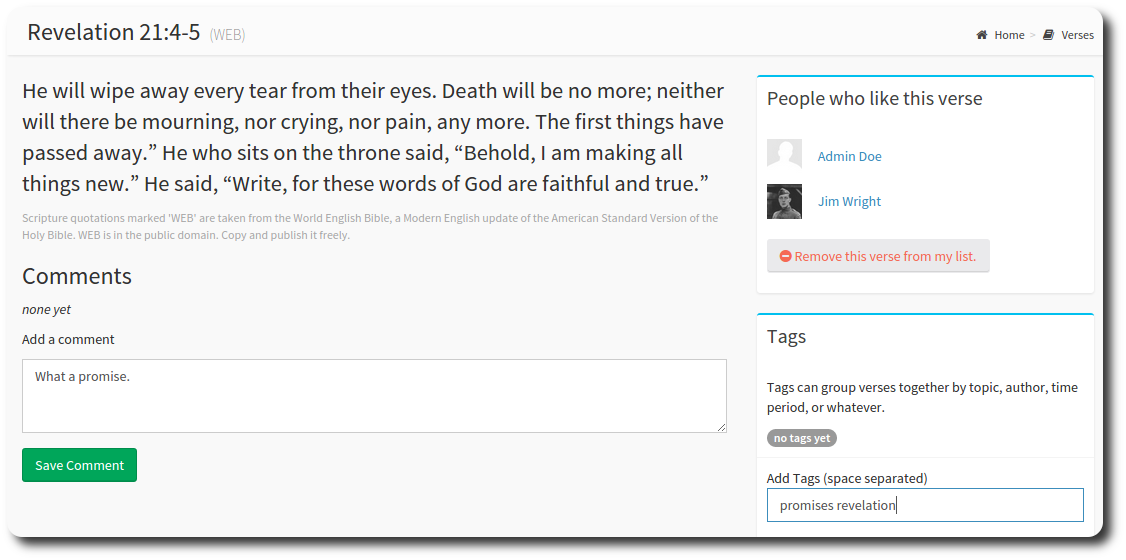 Revelation 21:4-5 (WEB)
Home > Verses
He will wipe away every tear from their eyes. Death will be no more; neither
will there be mourning, nor crying, nor pain, any more. The first things have
passed away.” He who sits on the throne said, “Behold, I am making all
things new.” He said, “Write, for these words of God are faithful and true.”
Scripture quotations marked 'WEB' are taken from the World English Bible, a Modern English update of the American Standard Version of the
Holy Bible. WEB is in the public domain. Copy and publish it freely.
Comments
none yet
Add a comment
What a promise.
Save Comment
People who like this verse
Admin Doe
Jim Wright
Remove this verse from my list.
Tags
Tags can group verses together by topic, author, time
period, or whatever.
no tags yet
Add Tags (space separated)
promises revelation